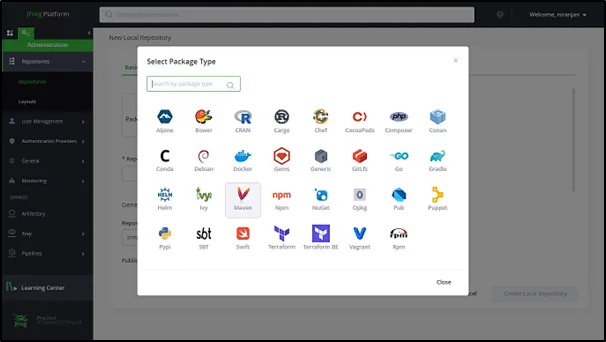 JFrog Platform
Welcome, niranjan
Administration
New Local Repository
Repositories
Repositories
Layouts
User Management
Authentication Providers
General
Monitoring
SERVICES
Artifactory
Xray
Pipelines
Learning Center
JFrog
Select Package Type
×
Search by package type
Alpine Bower CRAN Cargo Chef CocoaPods Composer Conan
Conda Debian Docker Gems Generic GitLfs Go Gradle
Helm Ivy Maven Npm NuGet Opkg Pub Puppet
Pypi SBT Swift Terraform Terraform BE Vagrant Rpm
Close
Create Local Repository